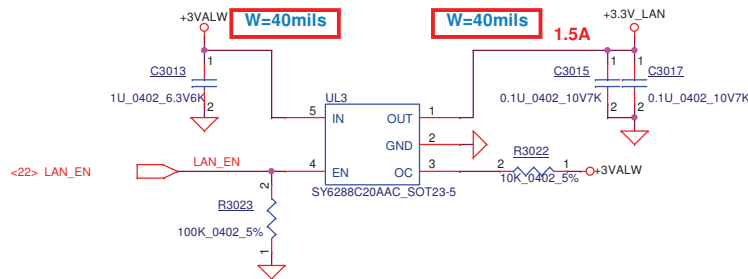 +3VALW
W=40mils
W=40mils
+3.3V_LAN
1.5A
1
C3013
2
1U_0402_6.3V6K
1
1
C3015
C3017
2
2
0.1U_0402_10V7K
0.1U_0402_10V7K
UL3
5
IN
OUT
1
GND
2
<22> LAN_EN
LAN_EN
4
EN
OC
3
R3022
2
1
+3VALW
10K_0402_5%
SY6288C20AAC_SOT23-5
2
R3023
100K_0402_5%
1